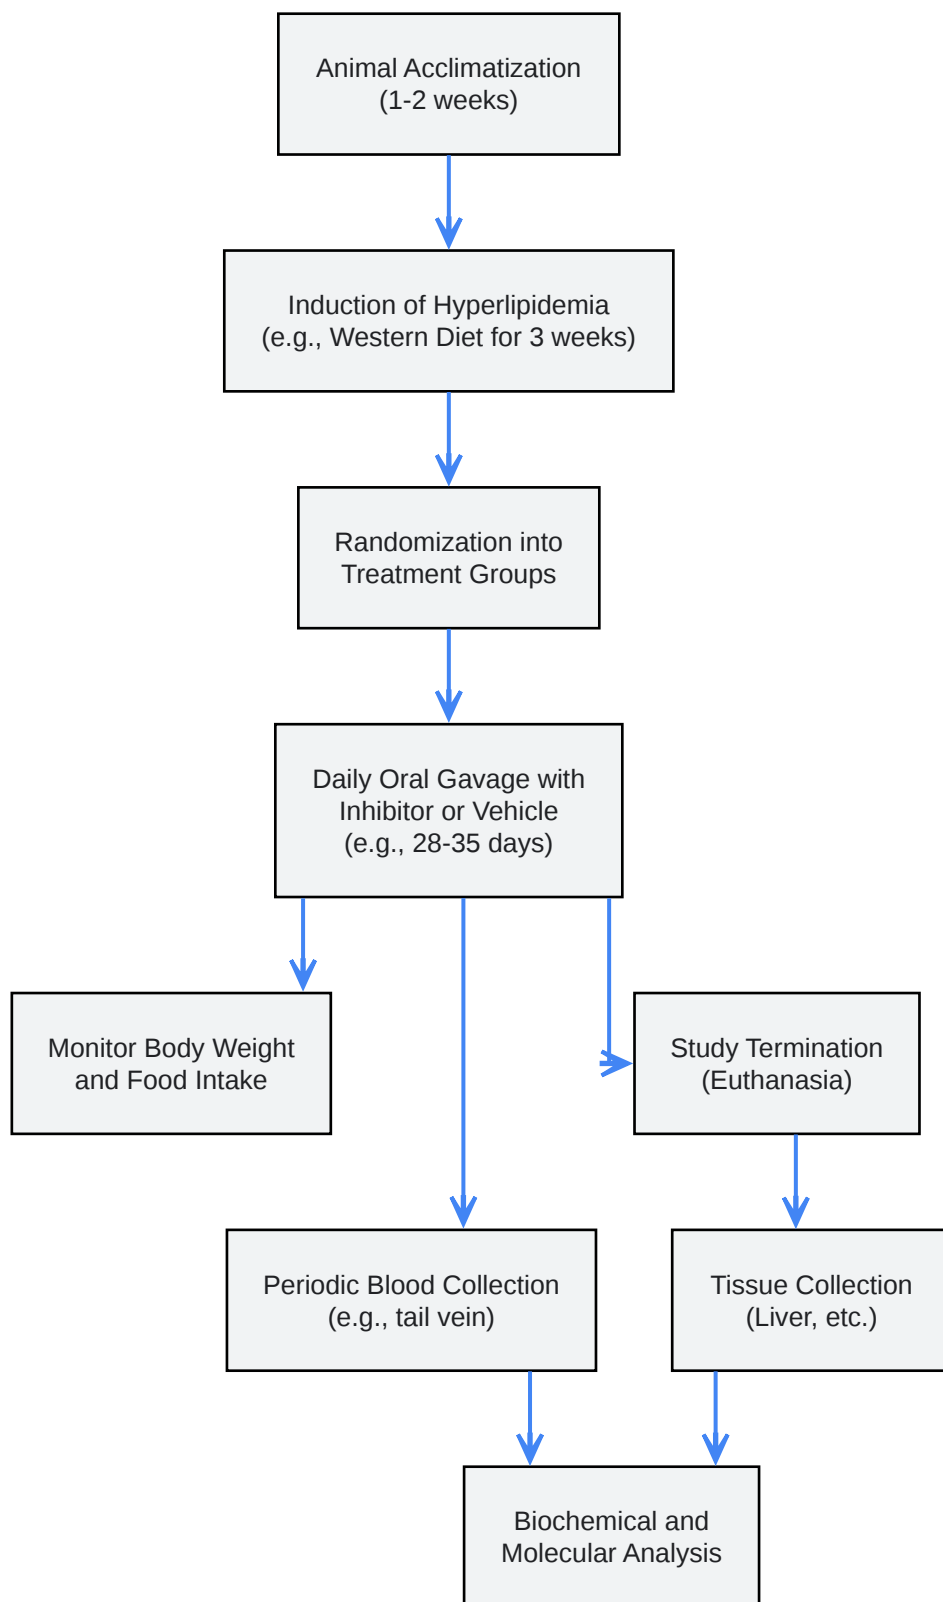 Animal Acclimatization
(1-2 weeks)
Induction of Hyperlipidemia
(e.g., Western Diet for 3 weeks)
Randomization into
Treatment Groups
Daily Oral Gavage with
Inhibitor or Vehicle
(e.g., 28-35 days)
Monitor Body Weight
and Food Intake
Study Termination
(Euthanasia)
Periodic Blood Collection
(e.g., tail vein)
Tissue Collection
(Liver, etc.)
Biochemical and
Molecular Analysis